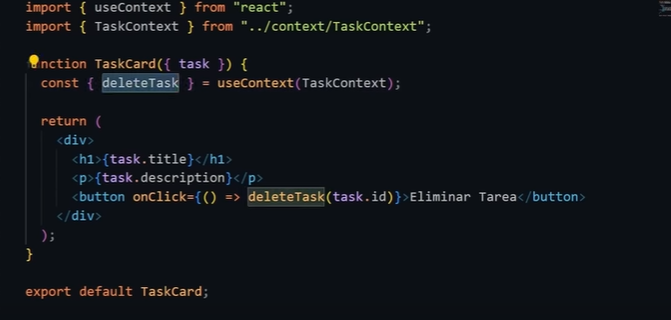 import { useContext } from "react";
import { TaskContext } from "../context/TaskContext";
nction TaskCard({ task }) {
const { deleteTask } = useContext(TaskContext);
return (
<div>
<h1>{task.title}</h1>
<p>{task.description}</p>
<button onClick={() => deleteTask(task.id)}>Eliminar Tarea</button>
</div>
);
}
export default TaskCard;